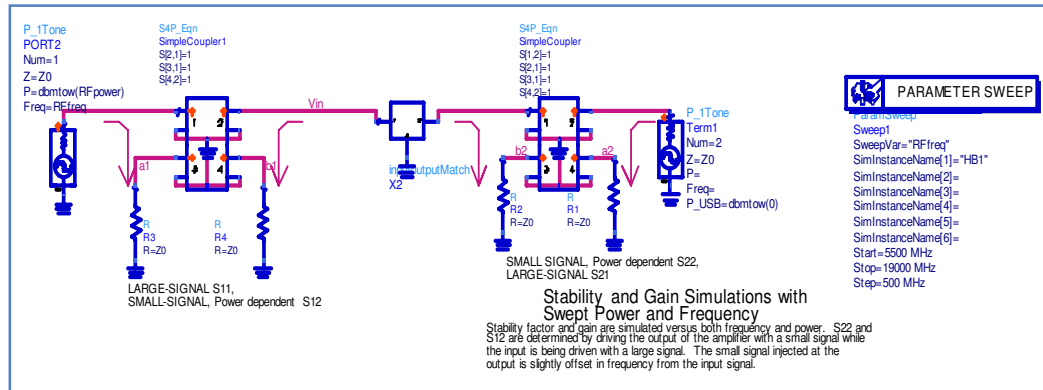 P_1Tone
PORT2
Num=1
Z=Z0
P=dbmtow(RFpower)
Freq=RFfreq
S4P_Eqn
SimpleCoupler1
S[2,1]=1
S[3,1]=1
S[4,2]=1
Vin
1
2
3
4
a1
b1
R
R3
R=Z0
R
R4
R=Z0
LARGE-SIGNAL S11,
SMALL-SIGNAL, Power dependent S12
X2
S4P_Eqn
SimpleCoupler2
S[1,2]=1
S[2,1]=1
S[3,1]=1
S[4,2]=1
3
4
b2
a2
R
R2
R=Z0
R
R1
R=Z0
P_1Tone
Term1
Num=2
Z=Z0
P=
Freq=
P_USB=dbmtow(0)
SMALL SIGNAL, Power dependent S22,
LARGE-SIGNAL S21
PARAMETER SWEEP
ParamSweep
Sweep1
SweepVar="RFfreq"
SimInstanceName[1]="HB1"
SimInstanceName[2]=
SimInstanceName[3]=
SimInstanceName[4]=
SimInstanceName[5]=
SimInstanceName[6]=
Start=5500 MHz
Stop=19000 MHz
Step=500 MHz
Stability and Gain Simulations with
Swept Power and Frequency
Stability factor and gain are simulated versus both frequency and power. S22 and
S12 are determined by driving the output of the amplifier with a small signal while
the input is being driven with a large signal. The small signal injected at the
output is slightly offset in frequency from the input signal.